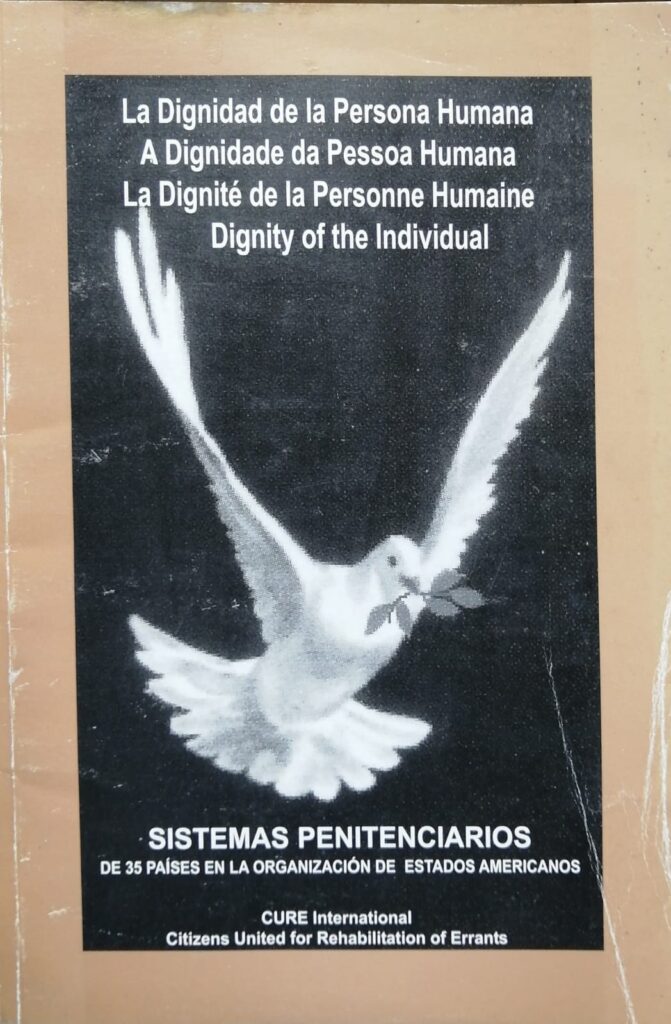 La Dignidad de la Persona Humana
A Dignidade da Pessoa Humana
La Dignité de la Personne Humaine
Dignity of the Individual
SISTEMAS PENITENCIARIOS
DE 35 PAÍSES EN LA ORGANIZACIÓN DE ESTADOS AMERICANOS
CURE International
Citizens United for Rehabilitation of Errants